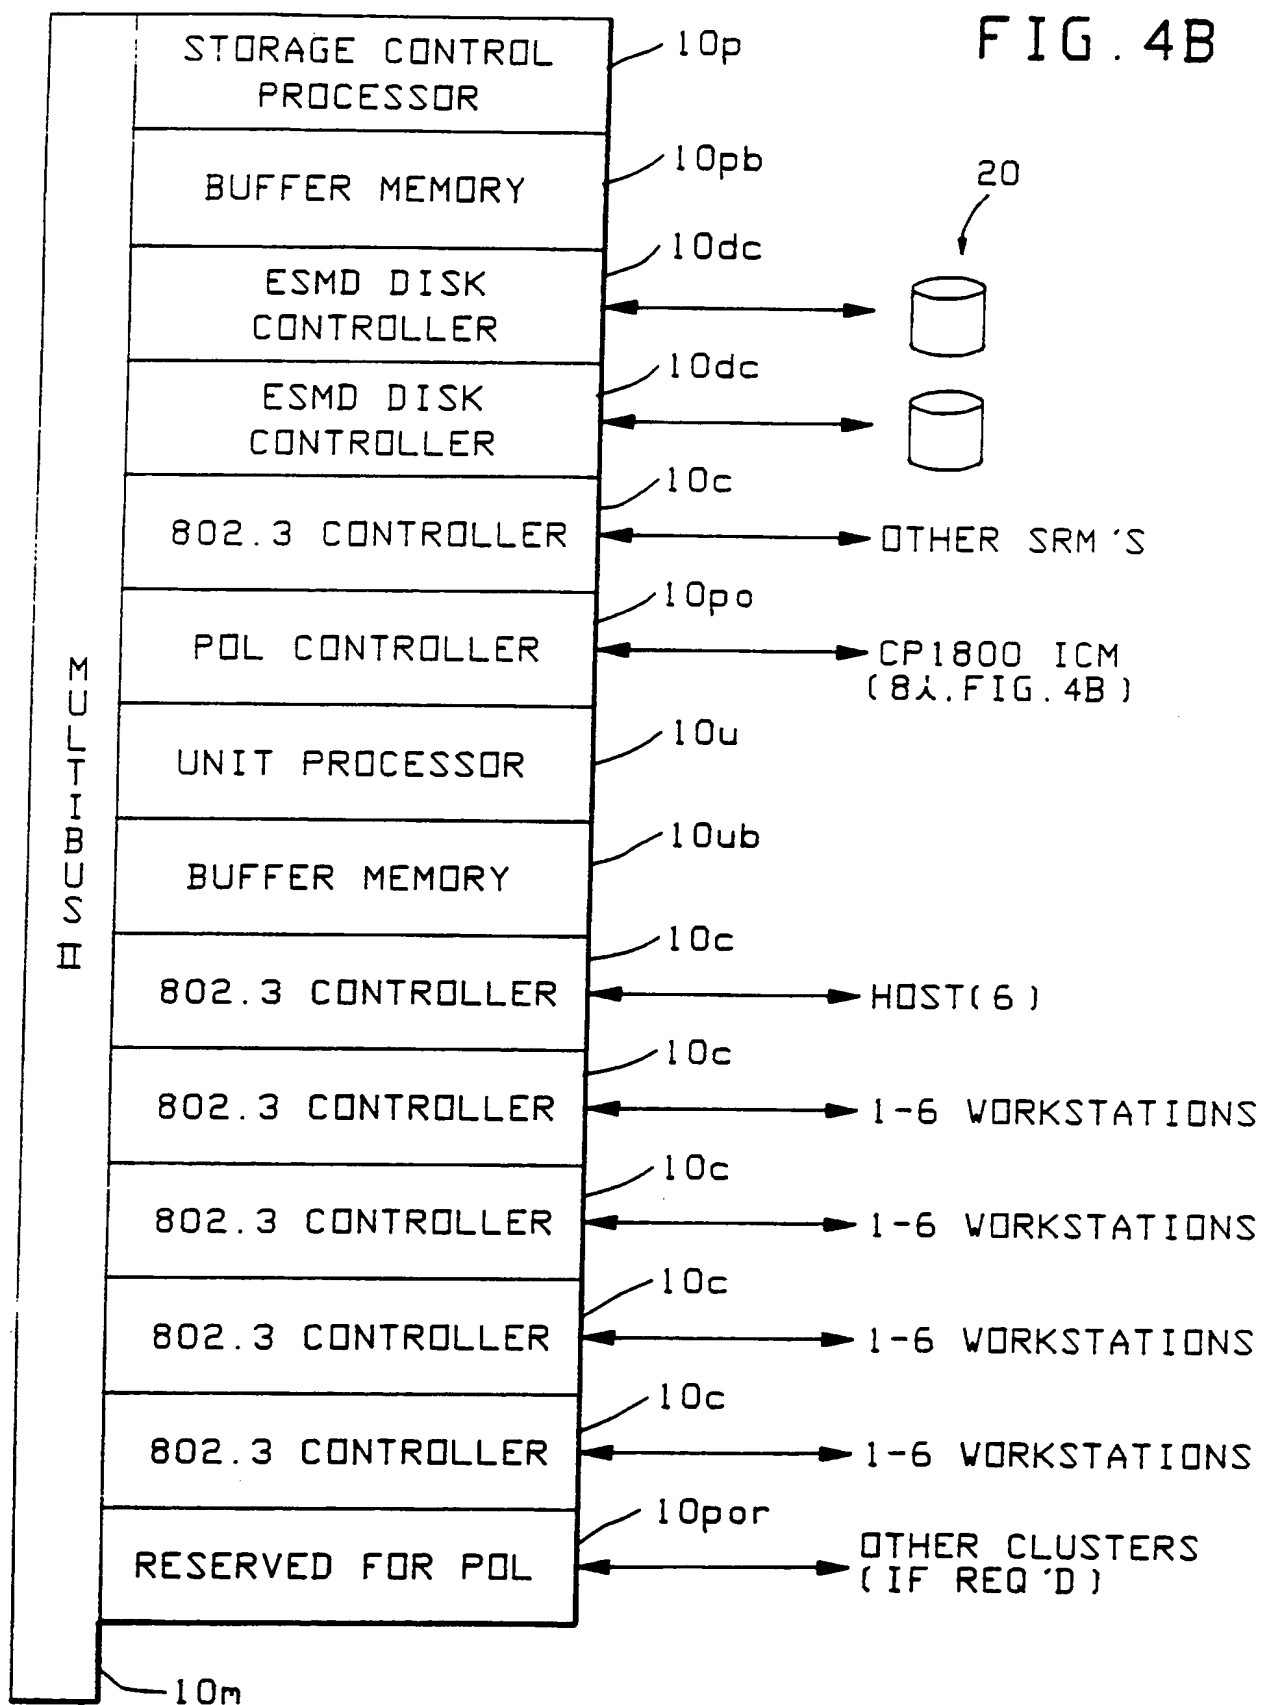 FIG. 4B
STORAGE CONTROL
PROCESSOR
10p
BUFFER MEMORY
10pb
20
ESMD DISK
CONTROLLER
10dc
ESMD DISK
CONTROLLER
10dc
802.3 CONTROLLER
10c
OTHER SRM'S
POL CONTROLLER
10po
CP1800 ICM
(8i.FIG.4B)
UNIT PROCESSOR
10u
BUFFER MEMORY
10ub
MULTIBUS II
802.3 CONTROLLER
10c
HOST(6)
802.3 CONTROLLER
10c
1-6 WORKSTATIONS
802.3 CONTROLLER
10c
1-6 WORKSTATIONS
802.3 CONTROLLER
10c
1-6 WORKSTATIONS
802.3 CONTROLLER
10c
1-6 WORKSTATIONS
RESERVED FOR POL
10por
OTHER CLUSTERS
(IF REQ'D)
10m